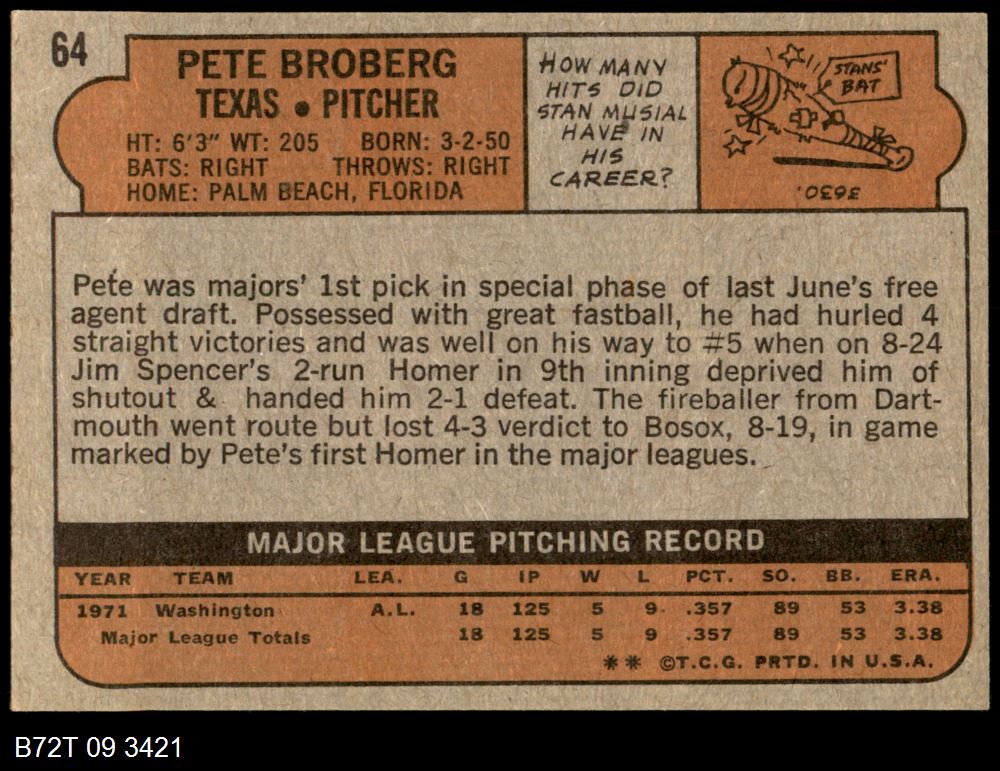 64
PETE BROBERG
TEXAS • PITCHER
HT: 6'3" WT: 205 BORN: 3-2-50
BATS: RIGHT THROWS: RIGHT
HOME: PALM BEACH, FLORIDA
HOW MANY
HITS DID
STAN MUSIAL
HAVE IN
HIS
CAREER?
STANS'
BAT
3630.
Pete was majors' 1st pick in special phase of last June's free
agent draft. Possessed with great fastball, he had hurled 4
straight victories and was well on his way to #5 when on 8-24
Jim Spencer's 2-run Homer in 9th inning deprived him of
shutout & handed him 2-1 defeat. The fireballer from Dart-
mouth went route but lost 4-3 verdict to Bosox, 8-19, in game
marked by Pete's first Homer in the major leagues.
MAJOR LEAGUE PITCHING RECORD
YEAR TEAM LEA. G IP W L PCT. SO. BB. ERA.
1971 Washington A.L. 18 125 5 9 .357 89 53 3.38
Major League Totals 18 125 5 9 .357 89 53 3.38
** ©T.C.G. PRTD. IN U.S.A.
B72T 09 3421